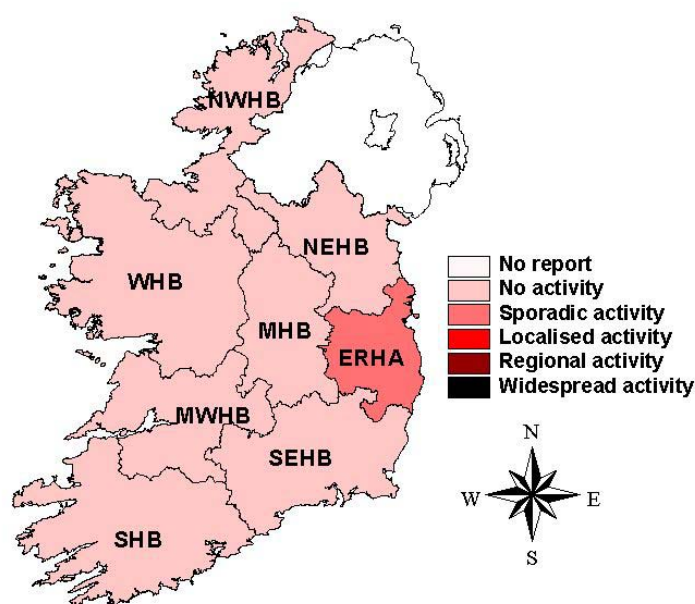 NWHB
NEHB
WHB
MHB
ERHA
MWHB
SEHB
SHB
No report
No activity
Sporadic activity
Localised activity
Regional activity
Widespread activity
N
W E
S